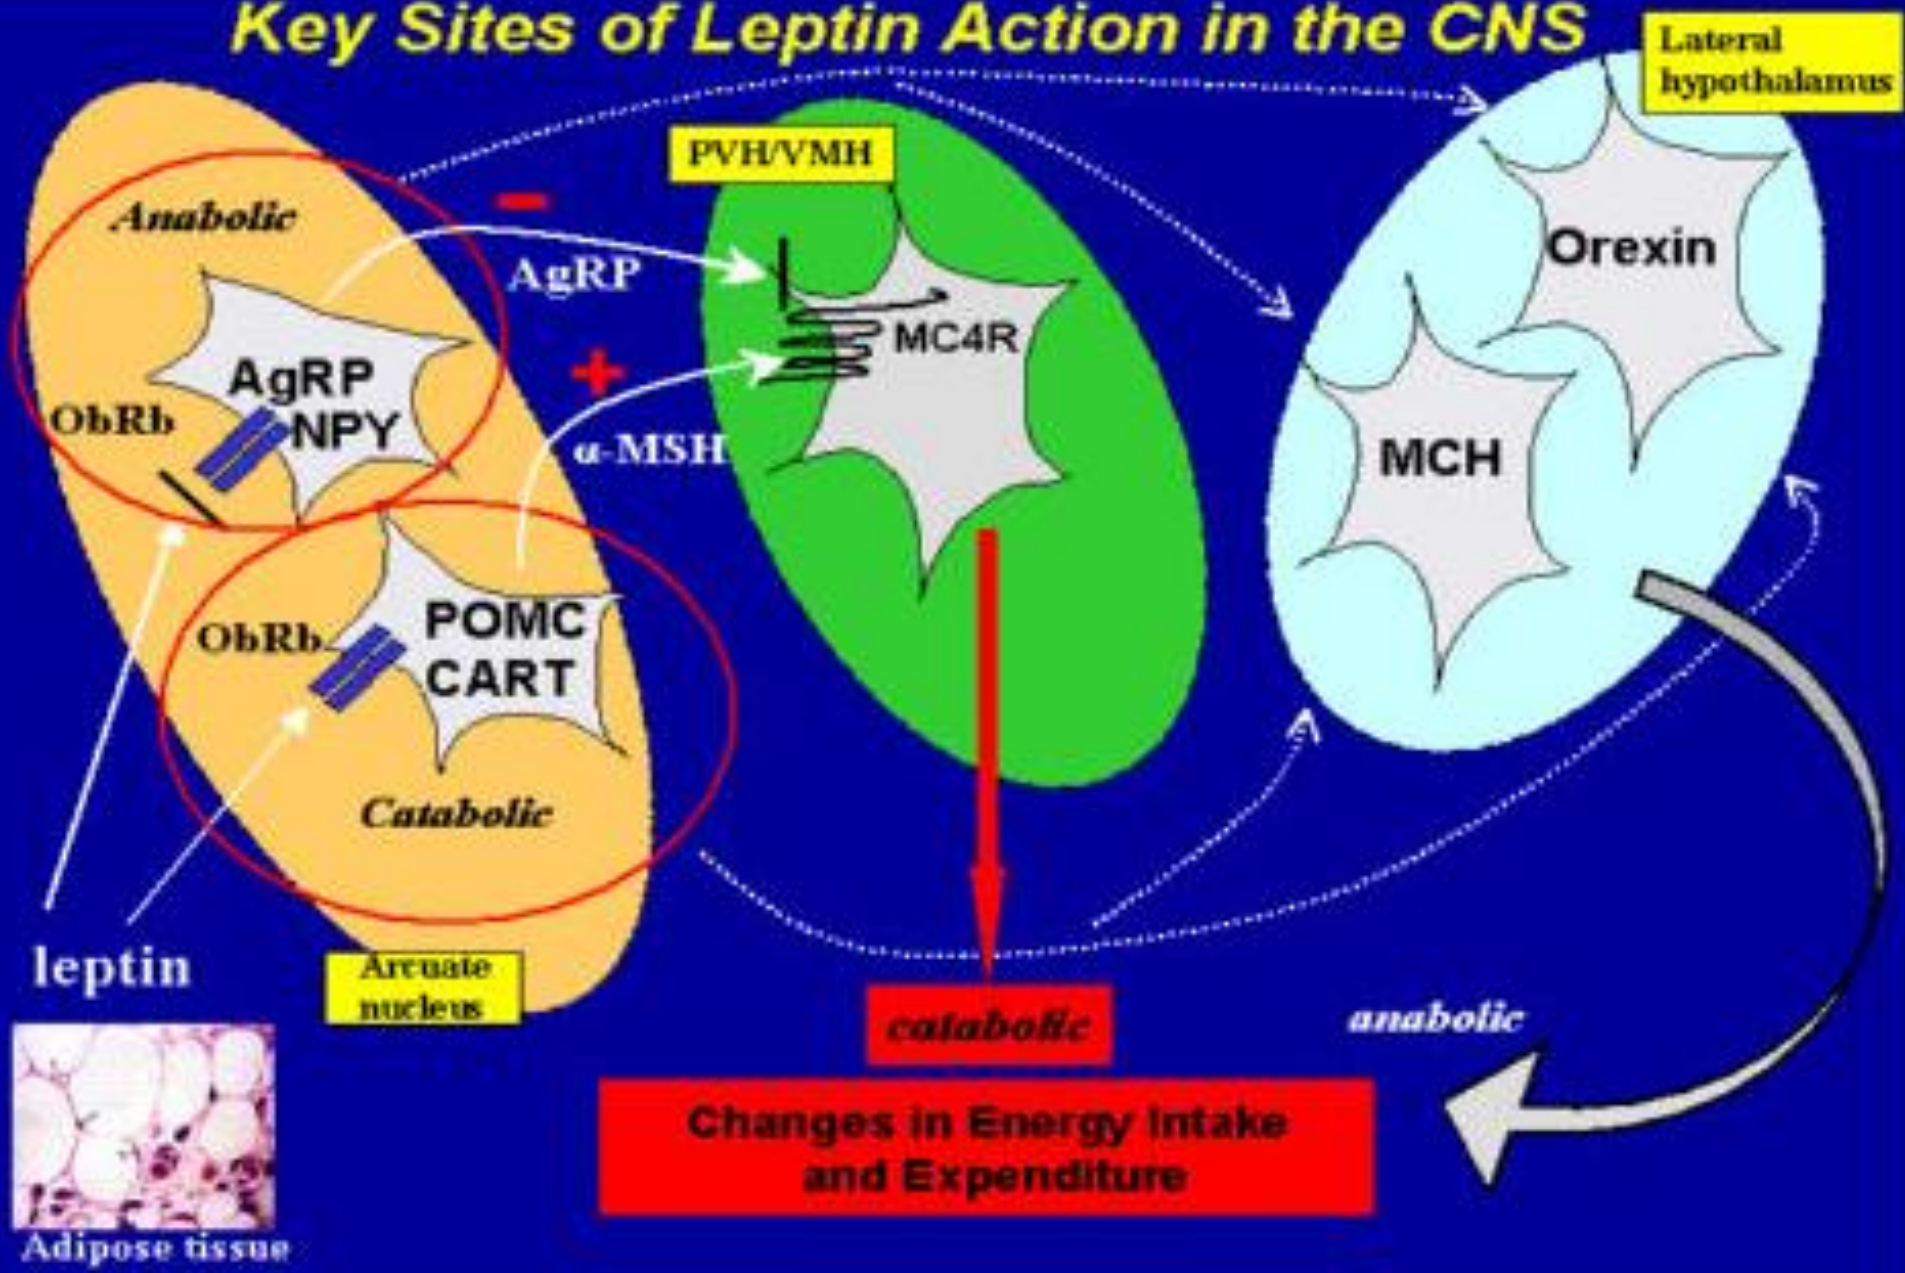 Key Sites of Leptin Action in the CNS
Lateral
hypothalamus
PVH/VMH
Anabolic
AgRP
Orexin
MC4R
AgRP
NPY
ObRb
α-MSH
MCH
ObRb
POMC
CART
Catabolic
leptin
Arcuate
nucleus
catabolic
anabolic
Changes in Energy Intake
and Expenditure
Adipose tissue